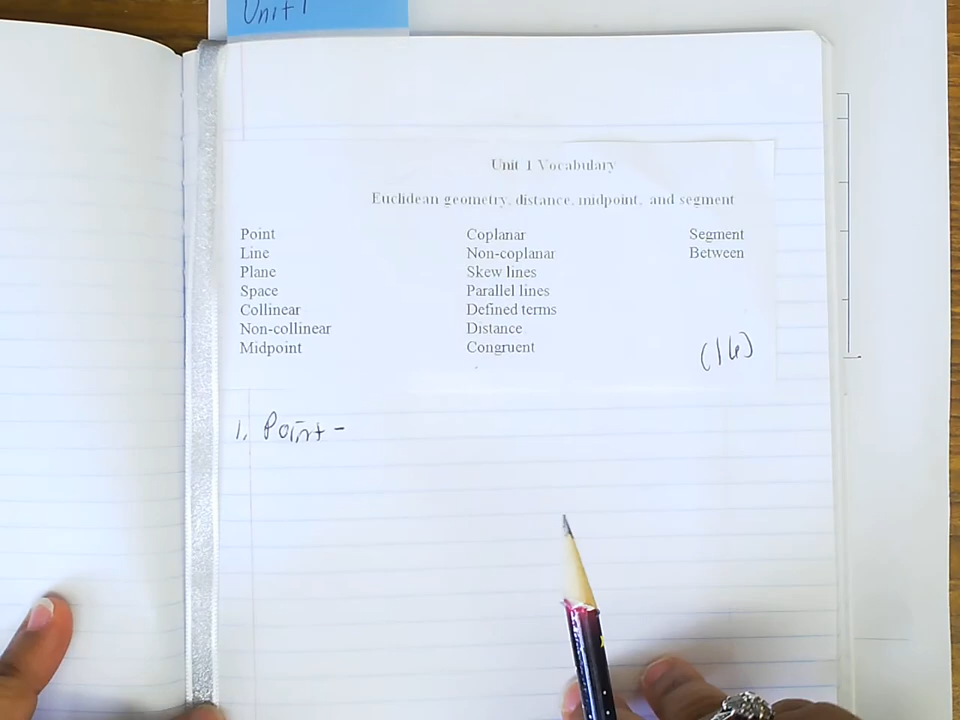 Unit 1
Unit 1 Vocabulary
Euclidean geometry, distance, midpoint, and segment
Point Coplanar Segment
Line Non-coplanar Between
Plane Skew lines
Space Parallel lines
Collinear Defined terms
Non-collinear Distance
Midpoint Congruent
(16)
1. Point -